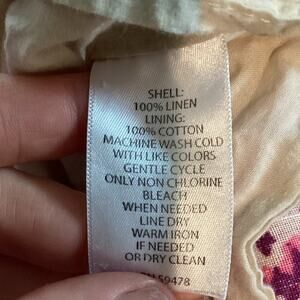 SHELL:
100% LINEN
LINING:
100% COTTON
MACHINE WASH COLD
WITH LIKE COLORS
GENTLE CYCLE
ONLY NON CHLORINE
BLEACH
WHEN NEEDED
LINE DRY
WARM IRON
IF NEEDED
OR DRY CLEAN
59478